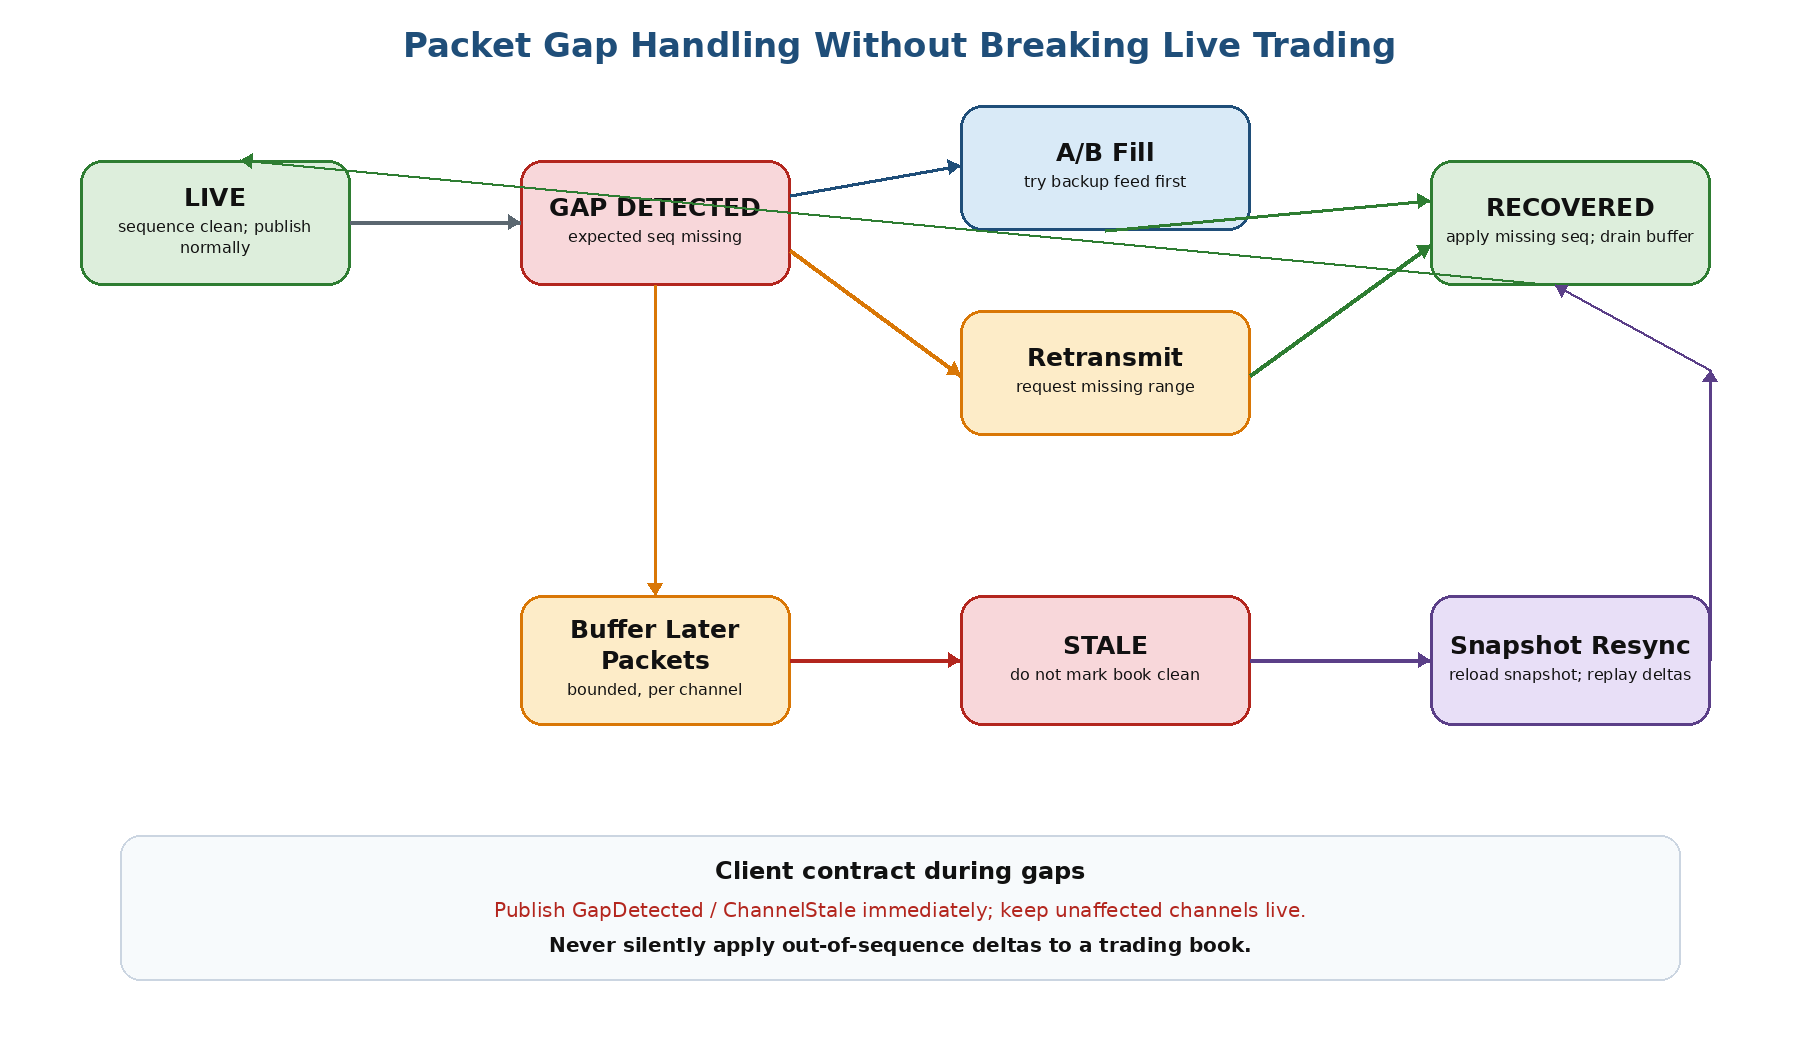 Packet Gap Handling Without Breaking Live Trading
LIVE
sequence clean; publish
normally
GAP DETECTED
expected seq missing
A/B Fill
try backup feed first
RECOVERED
apply missing seq; drain buffer
Retransmit
request missing range
Buffer Later
Packets
bounded, per channel
STALE
do not mark book clean
Snapshot Resync
reload snapshot; replay deltas
Client contract during gaps
Publish GapDetected / ChannelStale immediately; keep unaffected channels live.
Never silently apply out-of-sequence deltas to a trading book.